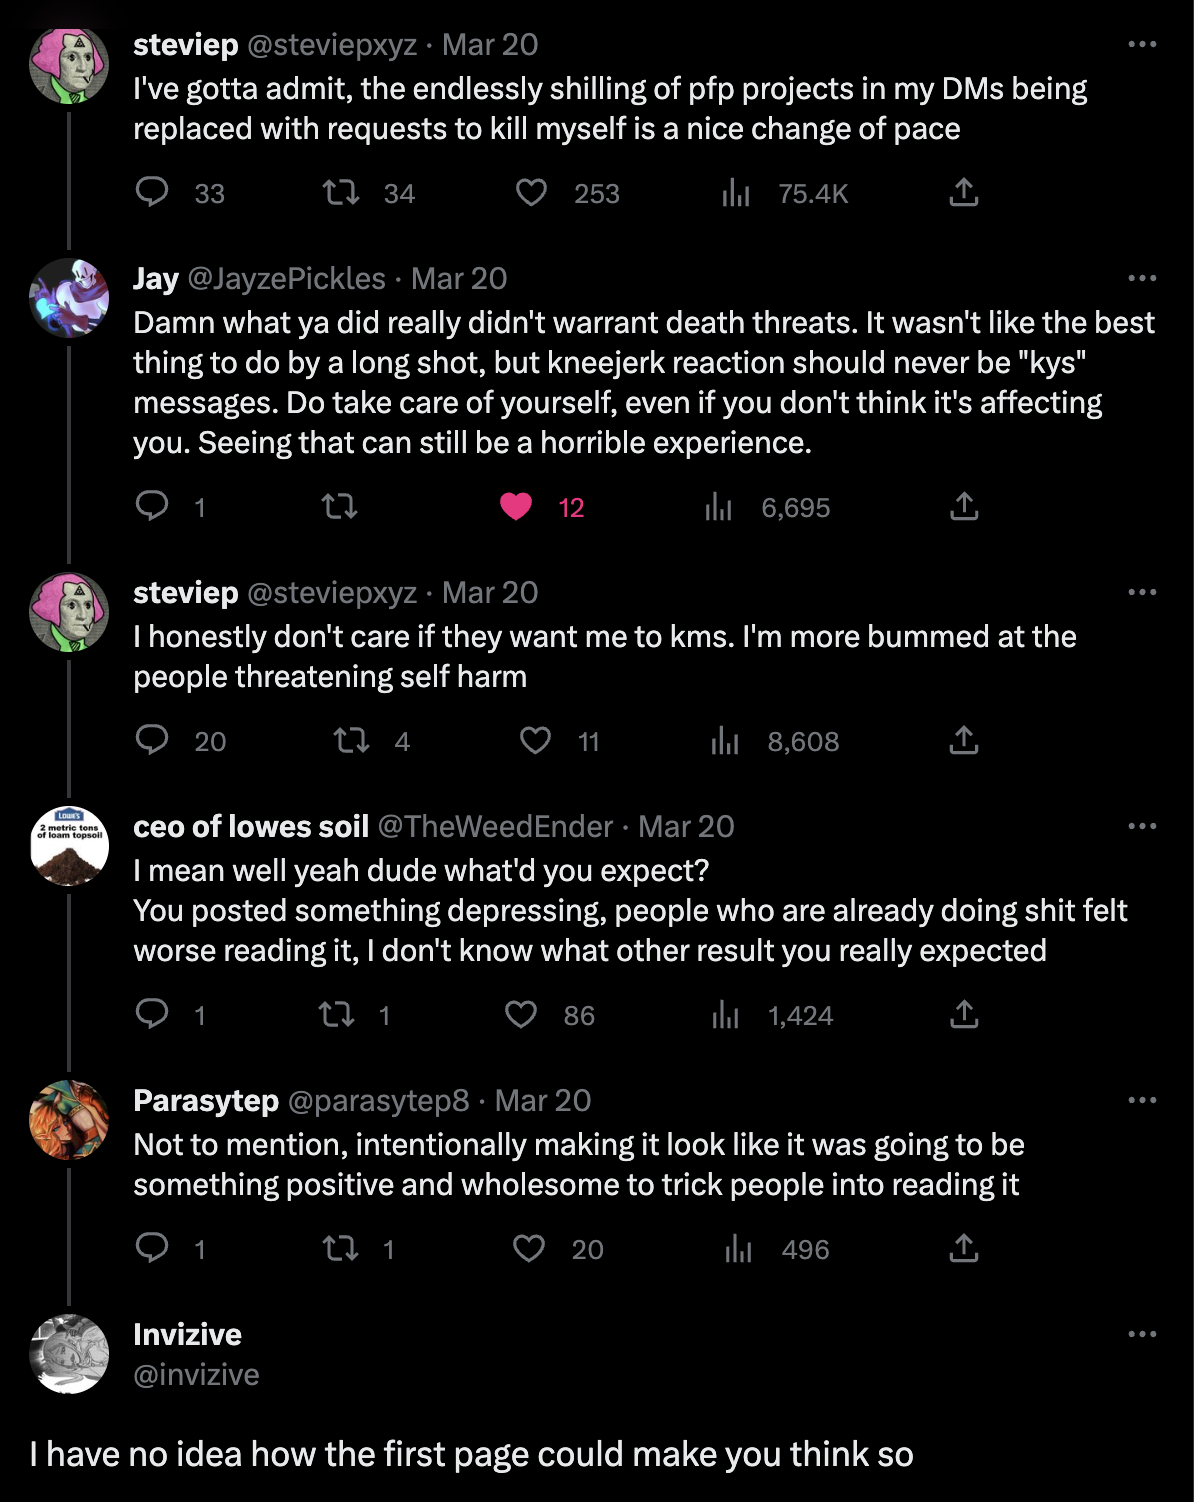 steviep @steviepxyz · Mar 20
I've gotta admit, the endlessly shilling of pfp projects in my DMs being
replaced with requests to kill myself is a nice change of pace
33 34 253 75.4K
Jay @JayzePickles · Mar 20
Damn what ya did really didn't warrant death threats. It wasn't like the best
thing to do by a long shot, but kneejerk reaction should never be "kys"
messages. Do take care of yourself, even if you don't think it's affecting
you. Seeing that can still be a horrible experience.
1 12 6,695
steviep @steviepxyz · Mar 20
I honestly don't care if they want me to kms. I'm more bummed at the
people threatening self harm
20 4 11 8,608
LOWE'S
2 metric tons
of loam topsoil
ceo of lowes soil @TheWeedEnder · Mar 20
I mean well yeah dude what'd you expect?
You posted something depressing, people who are already doing shit felt
worse reading it, I don't know what other result you really expected
1 1 86 1,424
Parasytep @parasytep8 · Mar 20
Not to mention, intentionally making it look like it was going to be
something positive and wholesome to trick people into reading it
1 1 20 496
Invizive
@invizive
I have no idea how the first page could make you think so